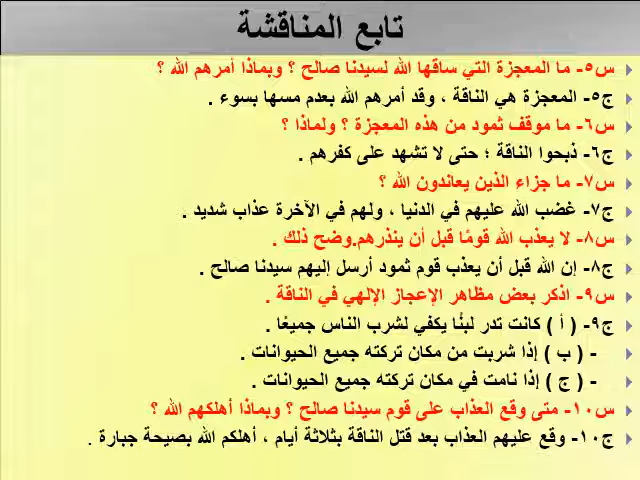 تابع المناقشة
س٥- ما المعجزة التي ساقها الله لسيدنا صالح ؟ وبماذا أمرهم الله ؟
ج٥- المعجزة هي الناقة ، وقد أمرهم الله بعدم مسها بسوء .
س٦- ما موقف ثمود من هذه المعجزة ؟ ولماذا ؟
ج٦- ذبحوا الناقة ؛ حتى لا تشهد على كفرهم .
س٧- ما جزاء الذين يعاندون الله ؟
ج٧- غضب الله عليهم في الدنيا ، ولهم في الآخرة عذاب شديد .
س٨- لا يعذب الله قومًا قبل أن ينذرهم.وضح ذلك .
ج٨- إن الله قبل أن يعذب قوم ثمود أرسل إليهم سيدنا صالح .
س٩- اذكر بعض مظاهر الإعجاز الإلهي في الناقة .
ج٩- ( أ ) كانت تدر لبنًا يكفي لشرب الناس جميعًا .
- ( ب ) إذا شربت من مكان تركته جميع الحيوانات .
- ( ج ) إذا نامت في مكان تركته جميع الحيوانات .
س١٠- متى وقع العذاب على قوم سيدنا صالح ؟ وبماذا أهلكهم الله ؟
ج١٠- وقع عليهم العذاب بعد قتل الناقة بثلاثة أيام ، أهلكم الله بصيحة جبارة .